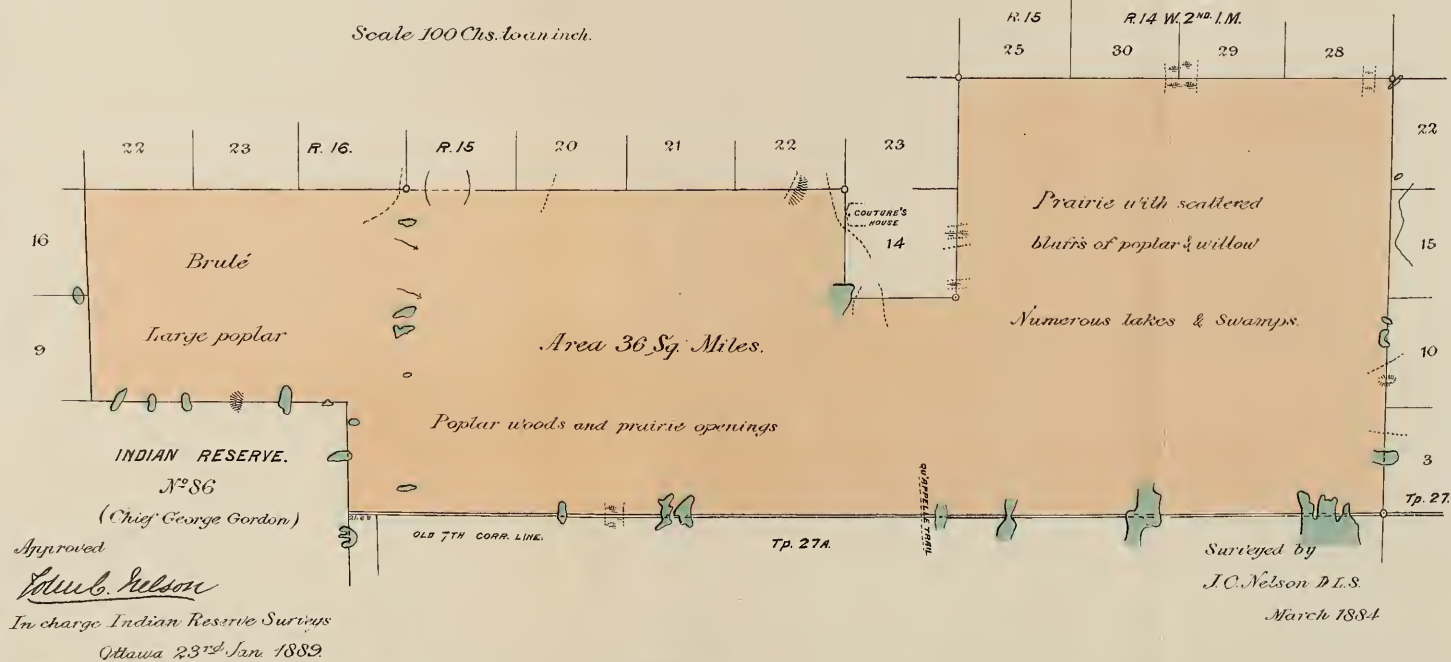 Scale 100 Chs. to an inch.
R. 15
R. 14 W. 2ND. I. M.
25
30
29
28
22
23
R. 16.
R. 15
20
21
22
23
22
COUTURE'S
HOUSE
14
Prairie with scattered
bluffs of poplar & willow
16
15
Brulé
Numerous lakes & Swamps.
Large poplar
Area 36 Sq. Miles.
9
10
Poplar woods and prairie openings
INDIAN RESERVE.
Nº 86
(Chief George Gordon)
3
QU'APPELLE TRAIL
Tp. 27.
OLD 7TH CORR. LINE.
Tp. 27A.
Approved
John C. Nelson
In charge Indian Reserve Surveys
Ottawa 23rd Jan. 1889.
Surveyed by
J. C. Nelson D. L. S.
March 1884